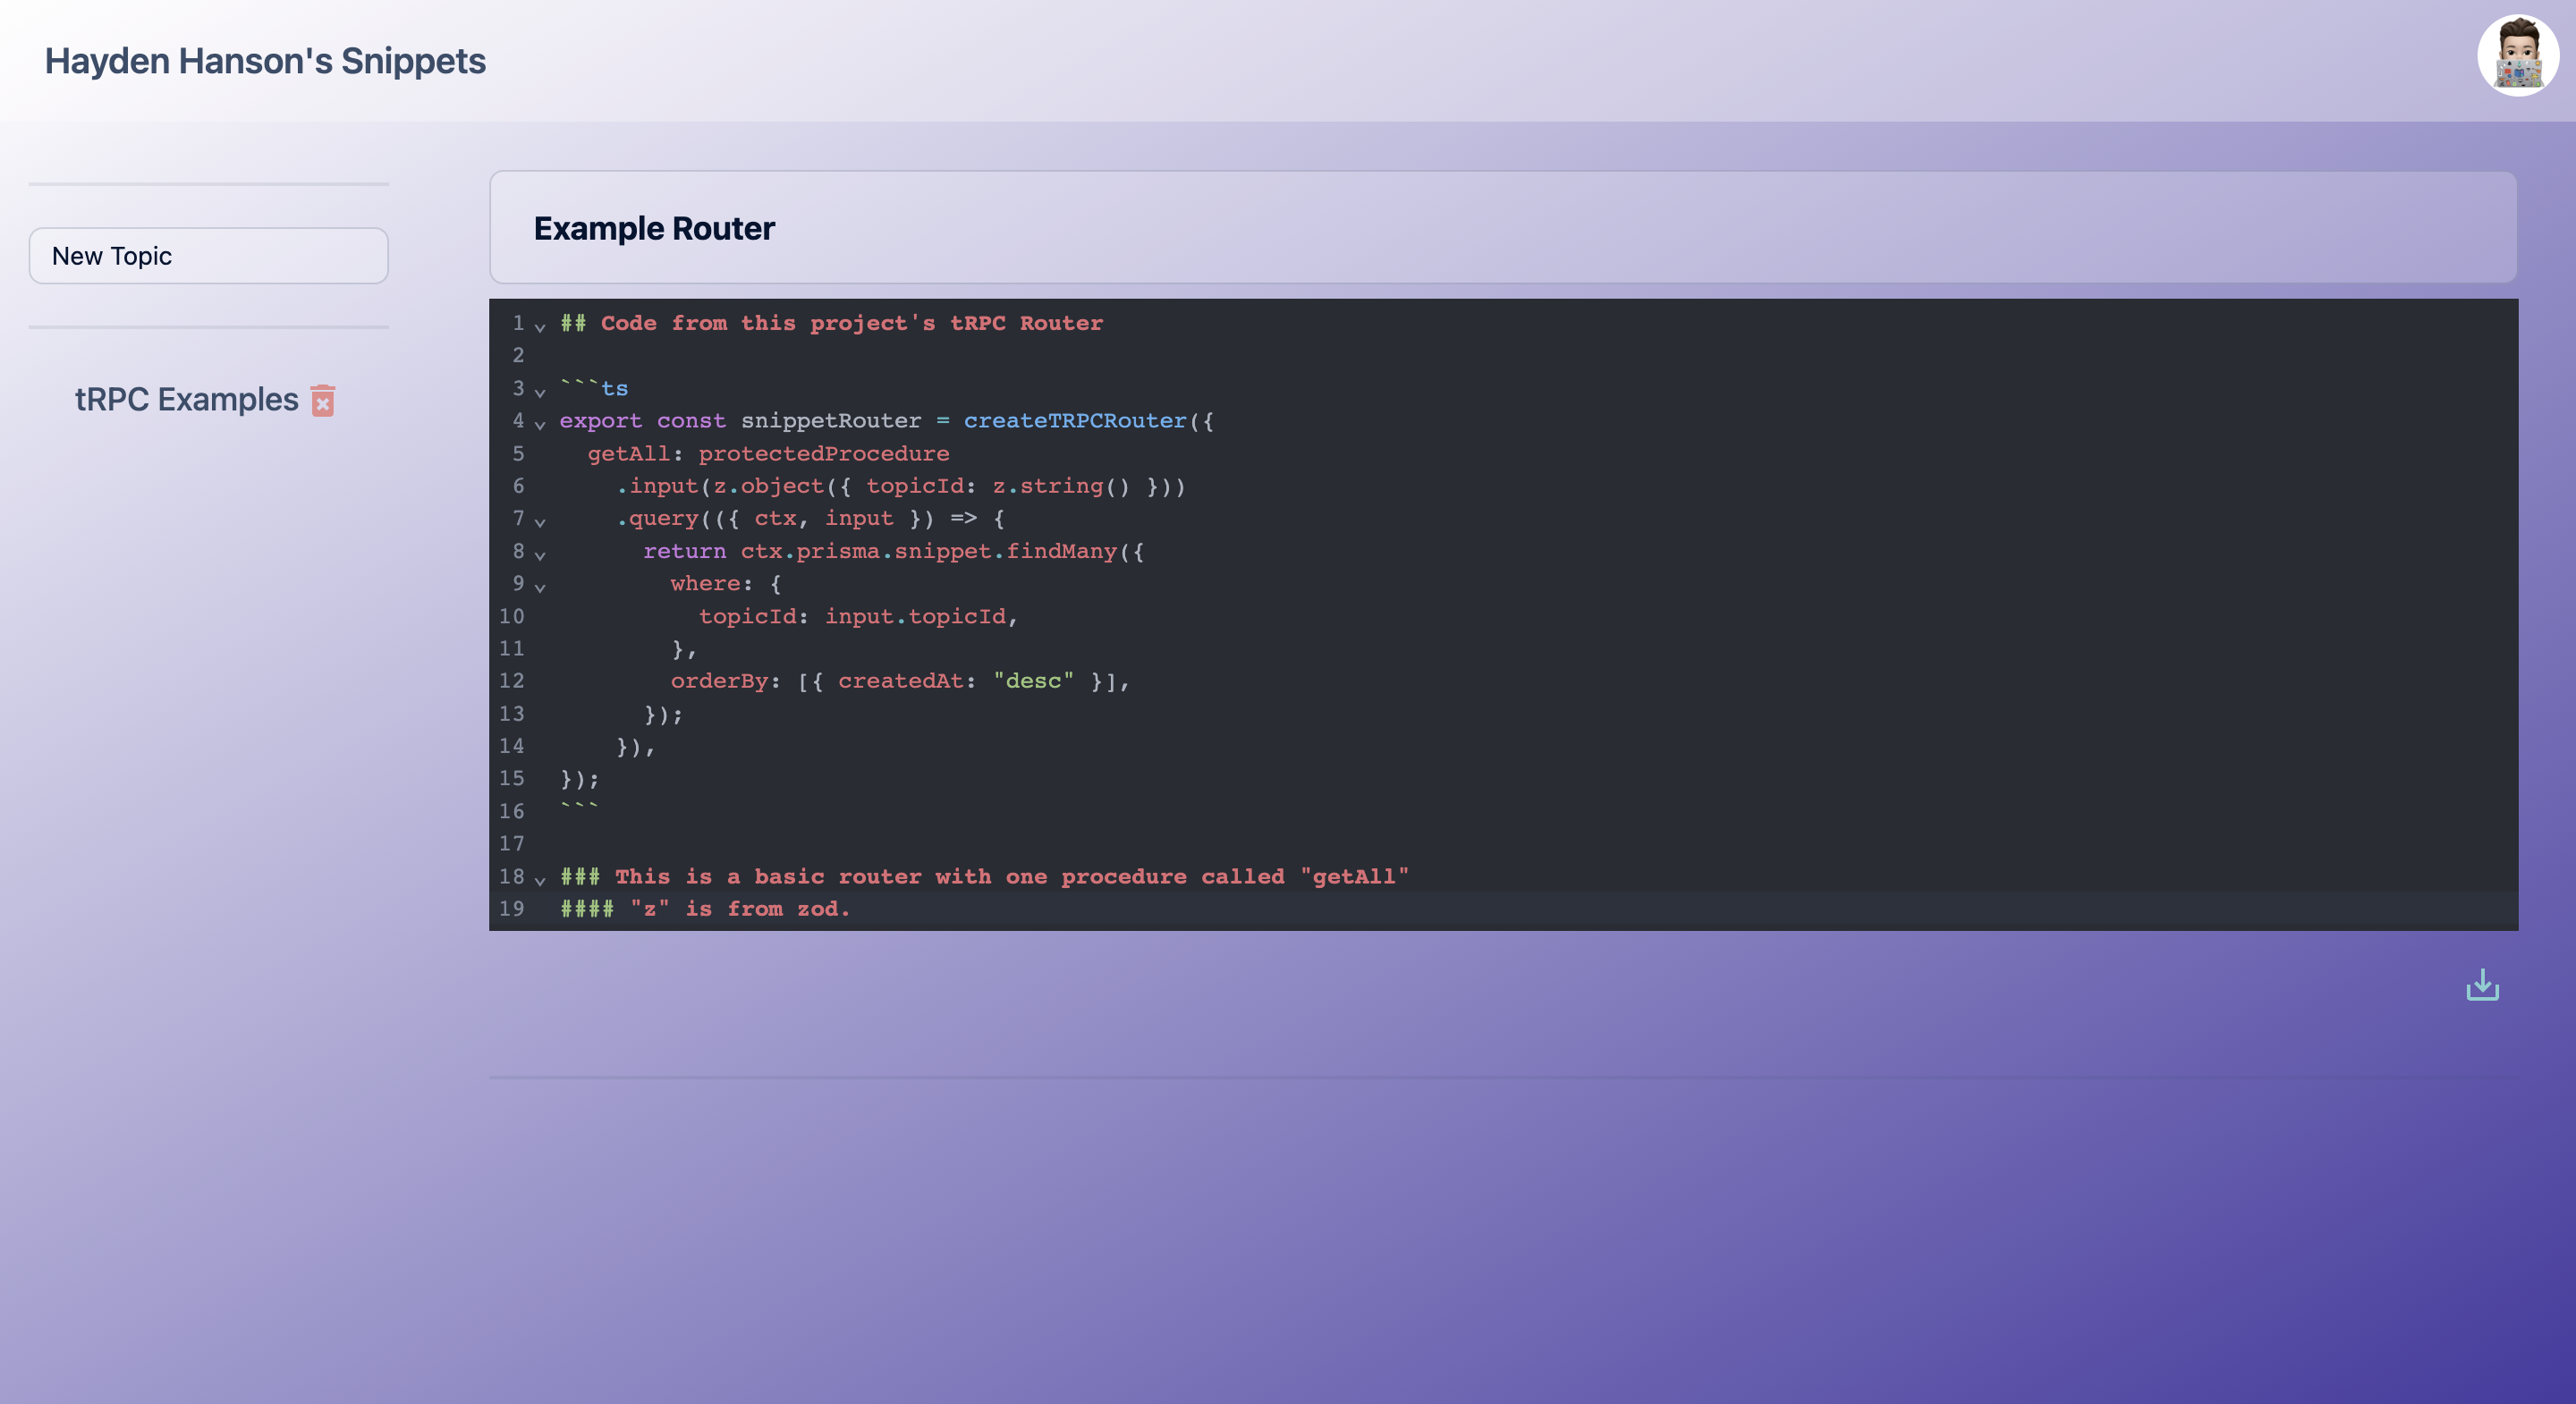 Hayden Hanson's Snippets
New Topic
tRPC Examples
Example Router
1 ## Code from this project's tRPC Router
2
3 ```ts
4 export const snippetRouter = createTRPCRouter({
5   getAll: protectedProcedure
6     .input(z.object({ topicId: z.string() }))
7     .query(({ ctx, input }) => {
8       return ctx.prisma.snippet.findMany({
9         where: {
10           topicId: input.topicId,
11         },
12         orderBy: [{ createdAt: "desc" }],
13       });
14     }),
15 });
16 ```
17
18 ### This is a basic router with one procedure called "getAll"
19 #### "z" is from zod.